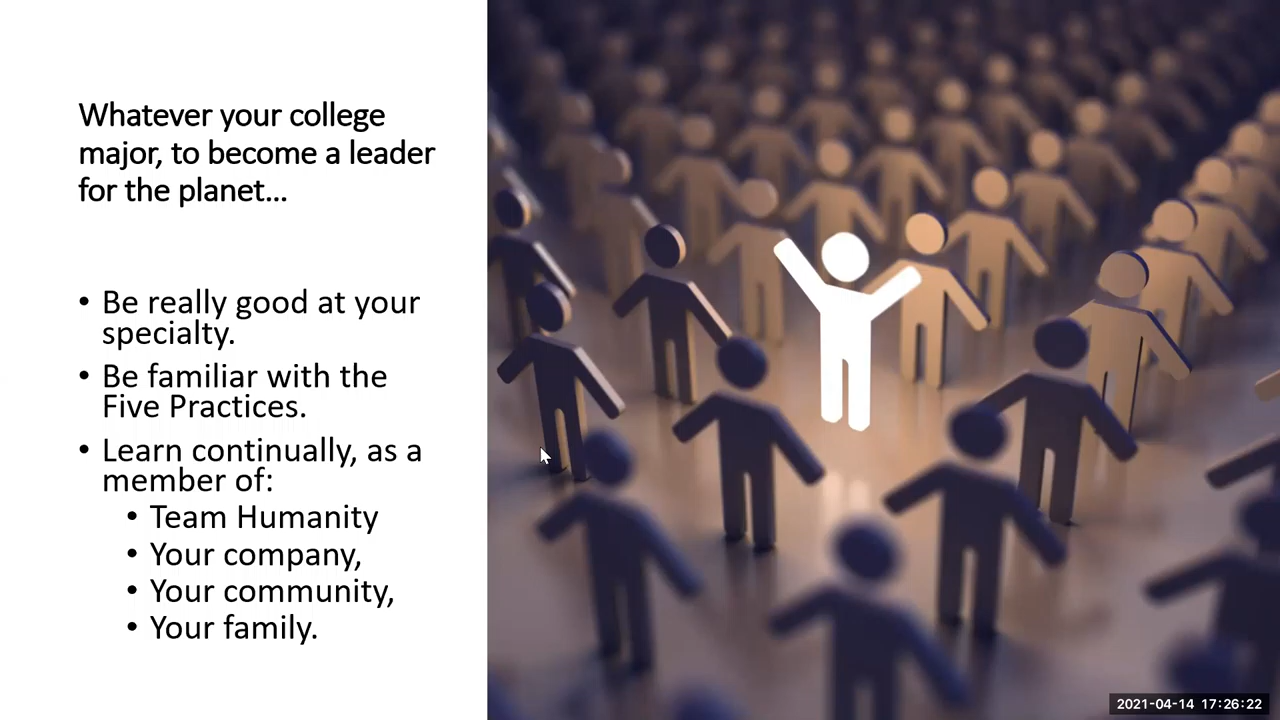 Whatever your college
major, to become a leader
for the planet...
• Be really good at your
specialty.
• Be familiar with the
Five Practices.
• Learn continually, as a
member of:
• Team Humanity
• Your company,
• Your community,
• Your family.
2021-04-14 17:26:22